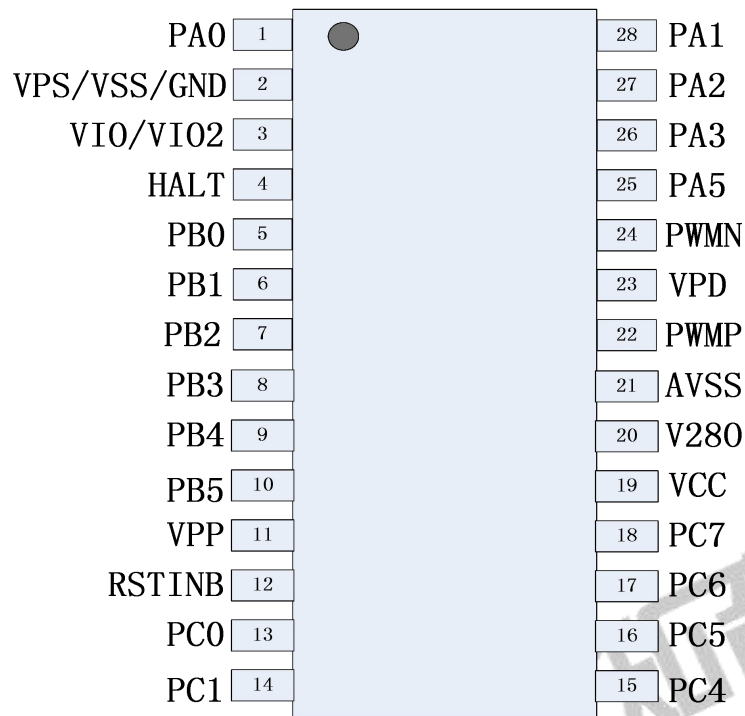 PA0 1 28 PA1
VPS/VSS/GND 2 27 PA2
VIO/VIO2 3 26 PA3
HALT 4 25 PA5
PB0 5 24 PWMN
PB1 6 23 VPD
PB2 7 22 PWMP
PB3 8 21 AVSS
PB4 9 20 V280
PB5 10 19 VCC
VPP 11 18 PC7
RSTINB 12 17 PC6
PC0 13 16 PC5
PC1 14 15 PC4